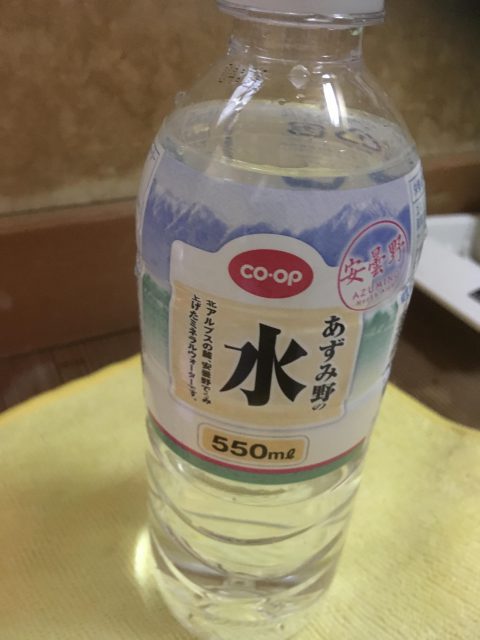 co·op
安曇野
あずみ野の
水
北アルプスの麓、安曇野でくみ
上げたミネラルウォーターです。
550mℓ